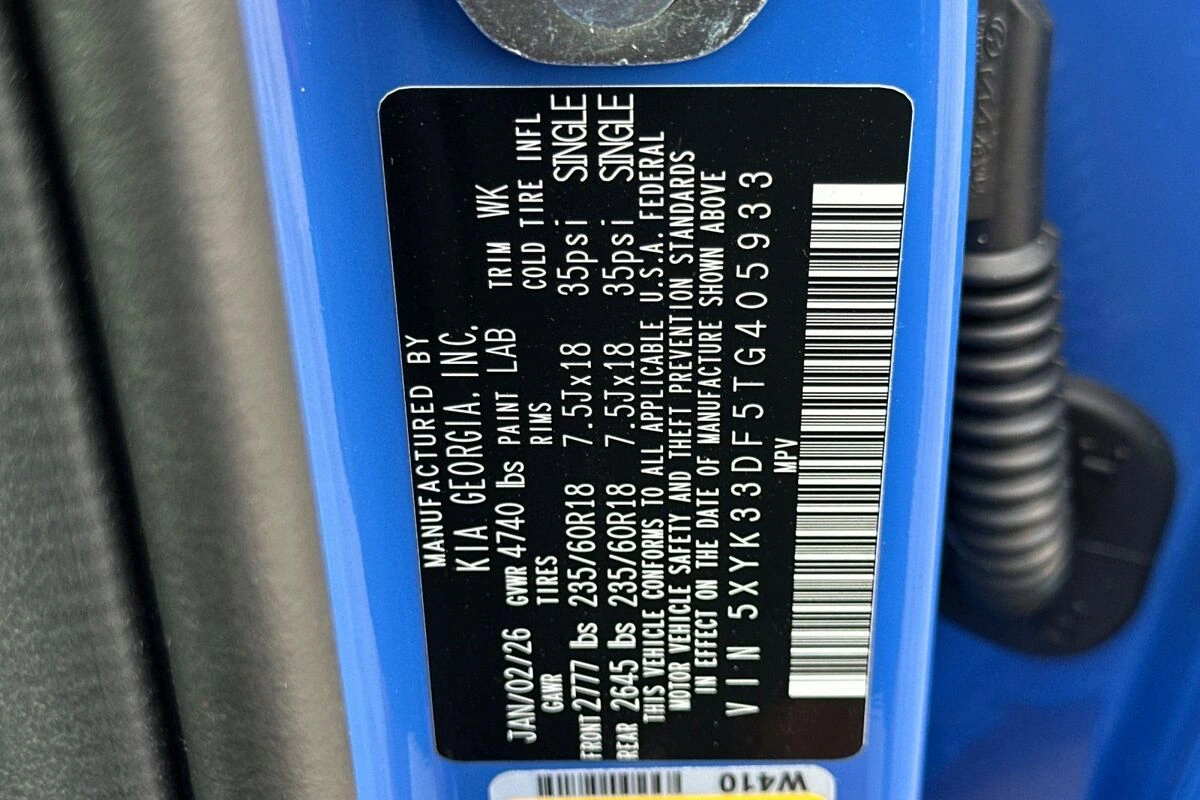 MANUFACTURED BY
KIA GEORGIA, INC.
JAN/02/26 GVWR 4740 lbs PAINT LAB TRIM WK
GAWR TIRES RIMS COLD TIRE INFL
FRONT 2777 lbs 235/60R18 7.5Jx18 35psi SINGLE
REAR 2645 lbs 235/60R18 7.5Jx18 35psi SINGLE
THIS VEHICLE CONFORMS TO ALL APPLICABLE U.S.A. FEDERAL
MOTOR VEHICLE SAFETY AND THEFT PREVENTION STANDARDS
IN EFFECT ON THE DATE OF MANUFACTURE SHOWN ABOVE
VIN 5XYK33DF5TG405933
MPV
W410